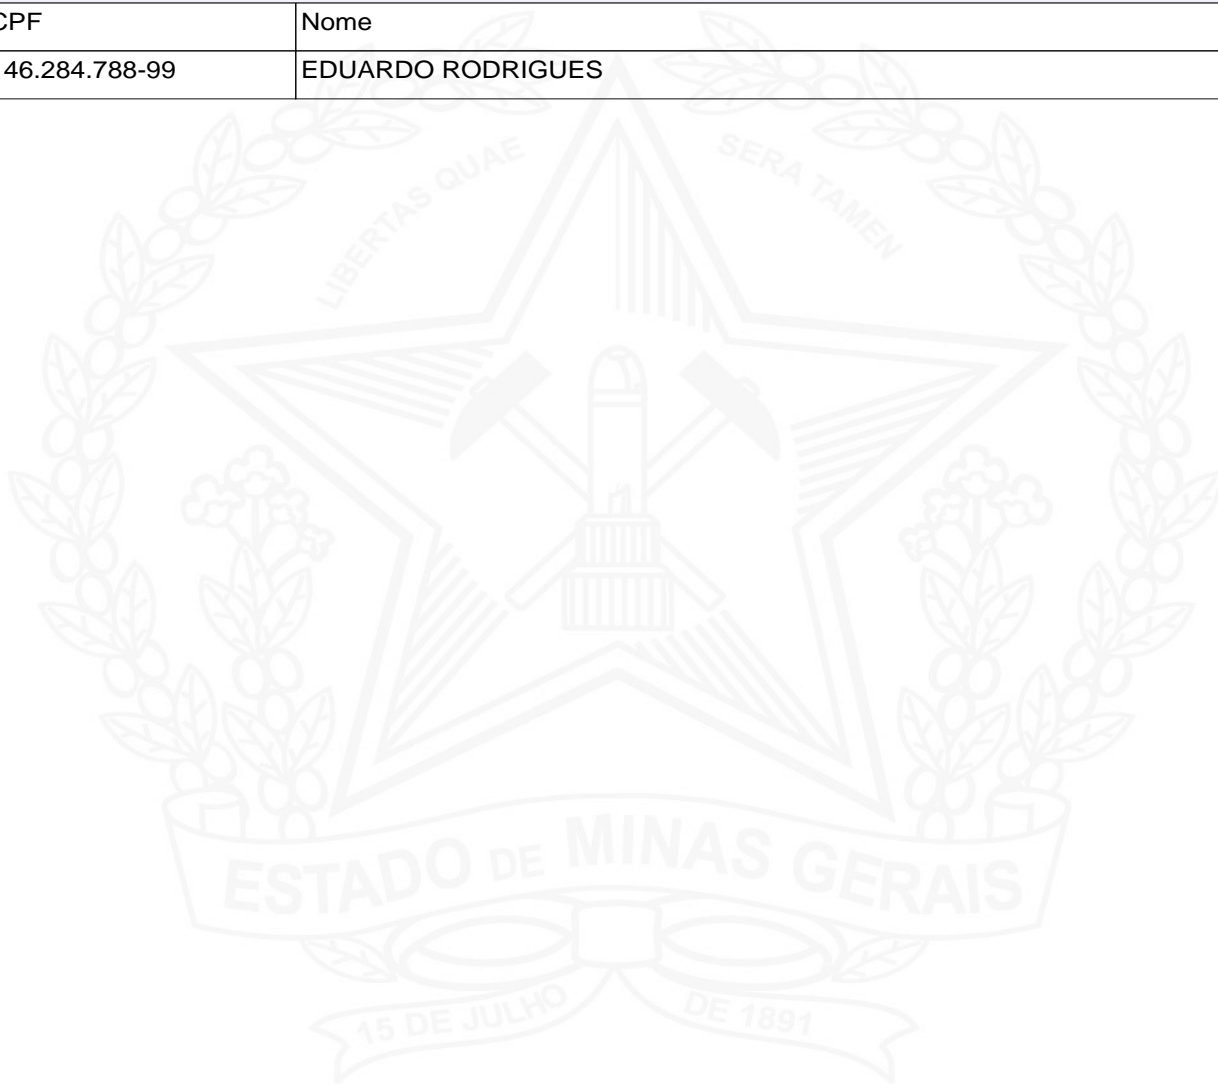 CPF Nome
46.284.788-99 EDUARDO RODRIGUES
LIBERTAS QUAE SERA TAMEN
ESTADO DE MINAS GERAIS
15 DE JULHO DE 1891